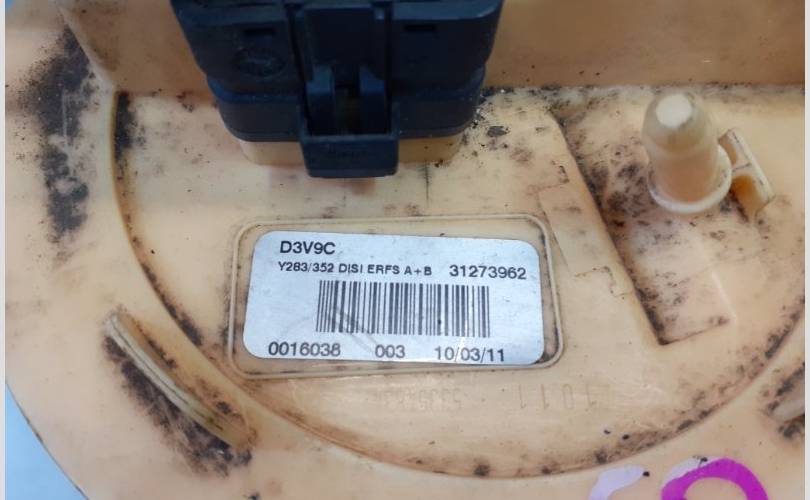 D3V9C
Y283/352 DISI ERFS A+B 31273962
0016038 003 10/03/11